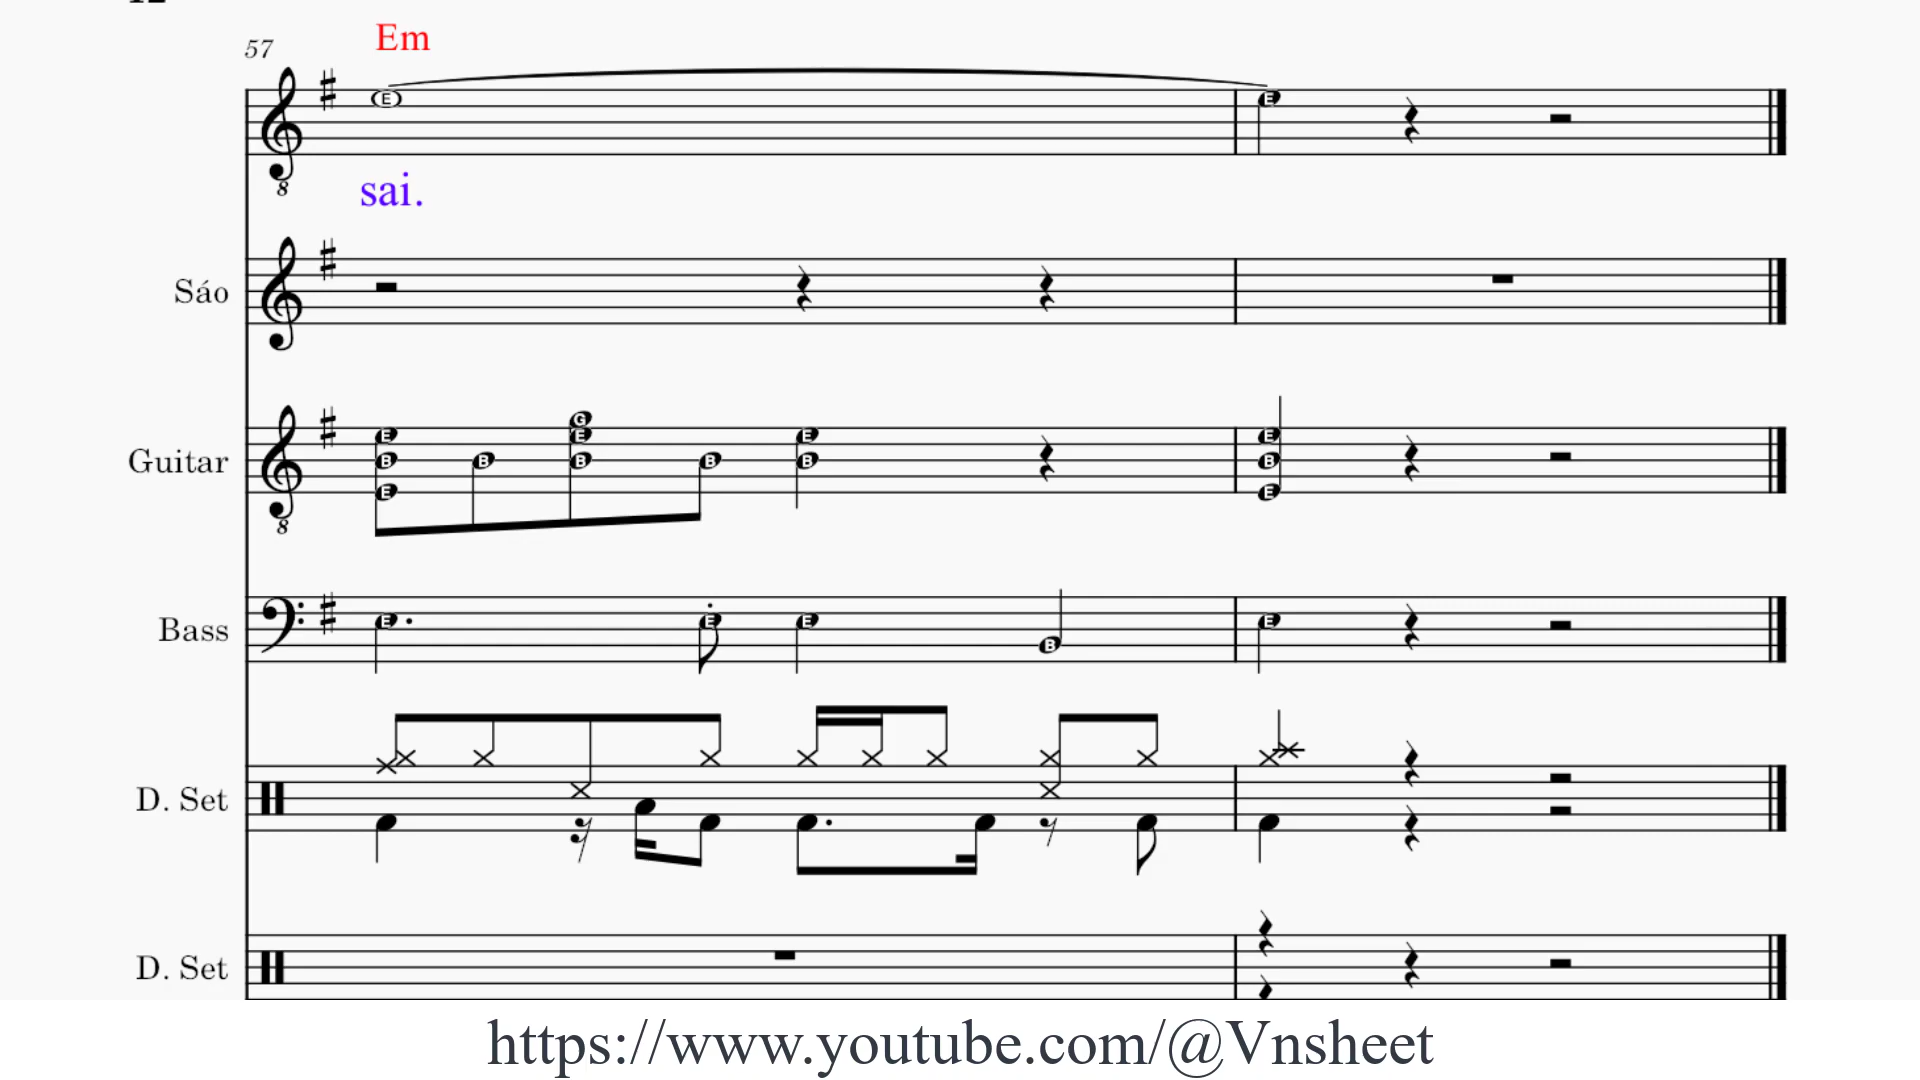 57 Em
sai.
Sáo
Guitar
Bass
D. Set
D. Set
https://www.youtube.com/@Vnsheet